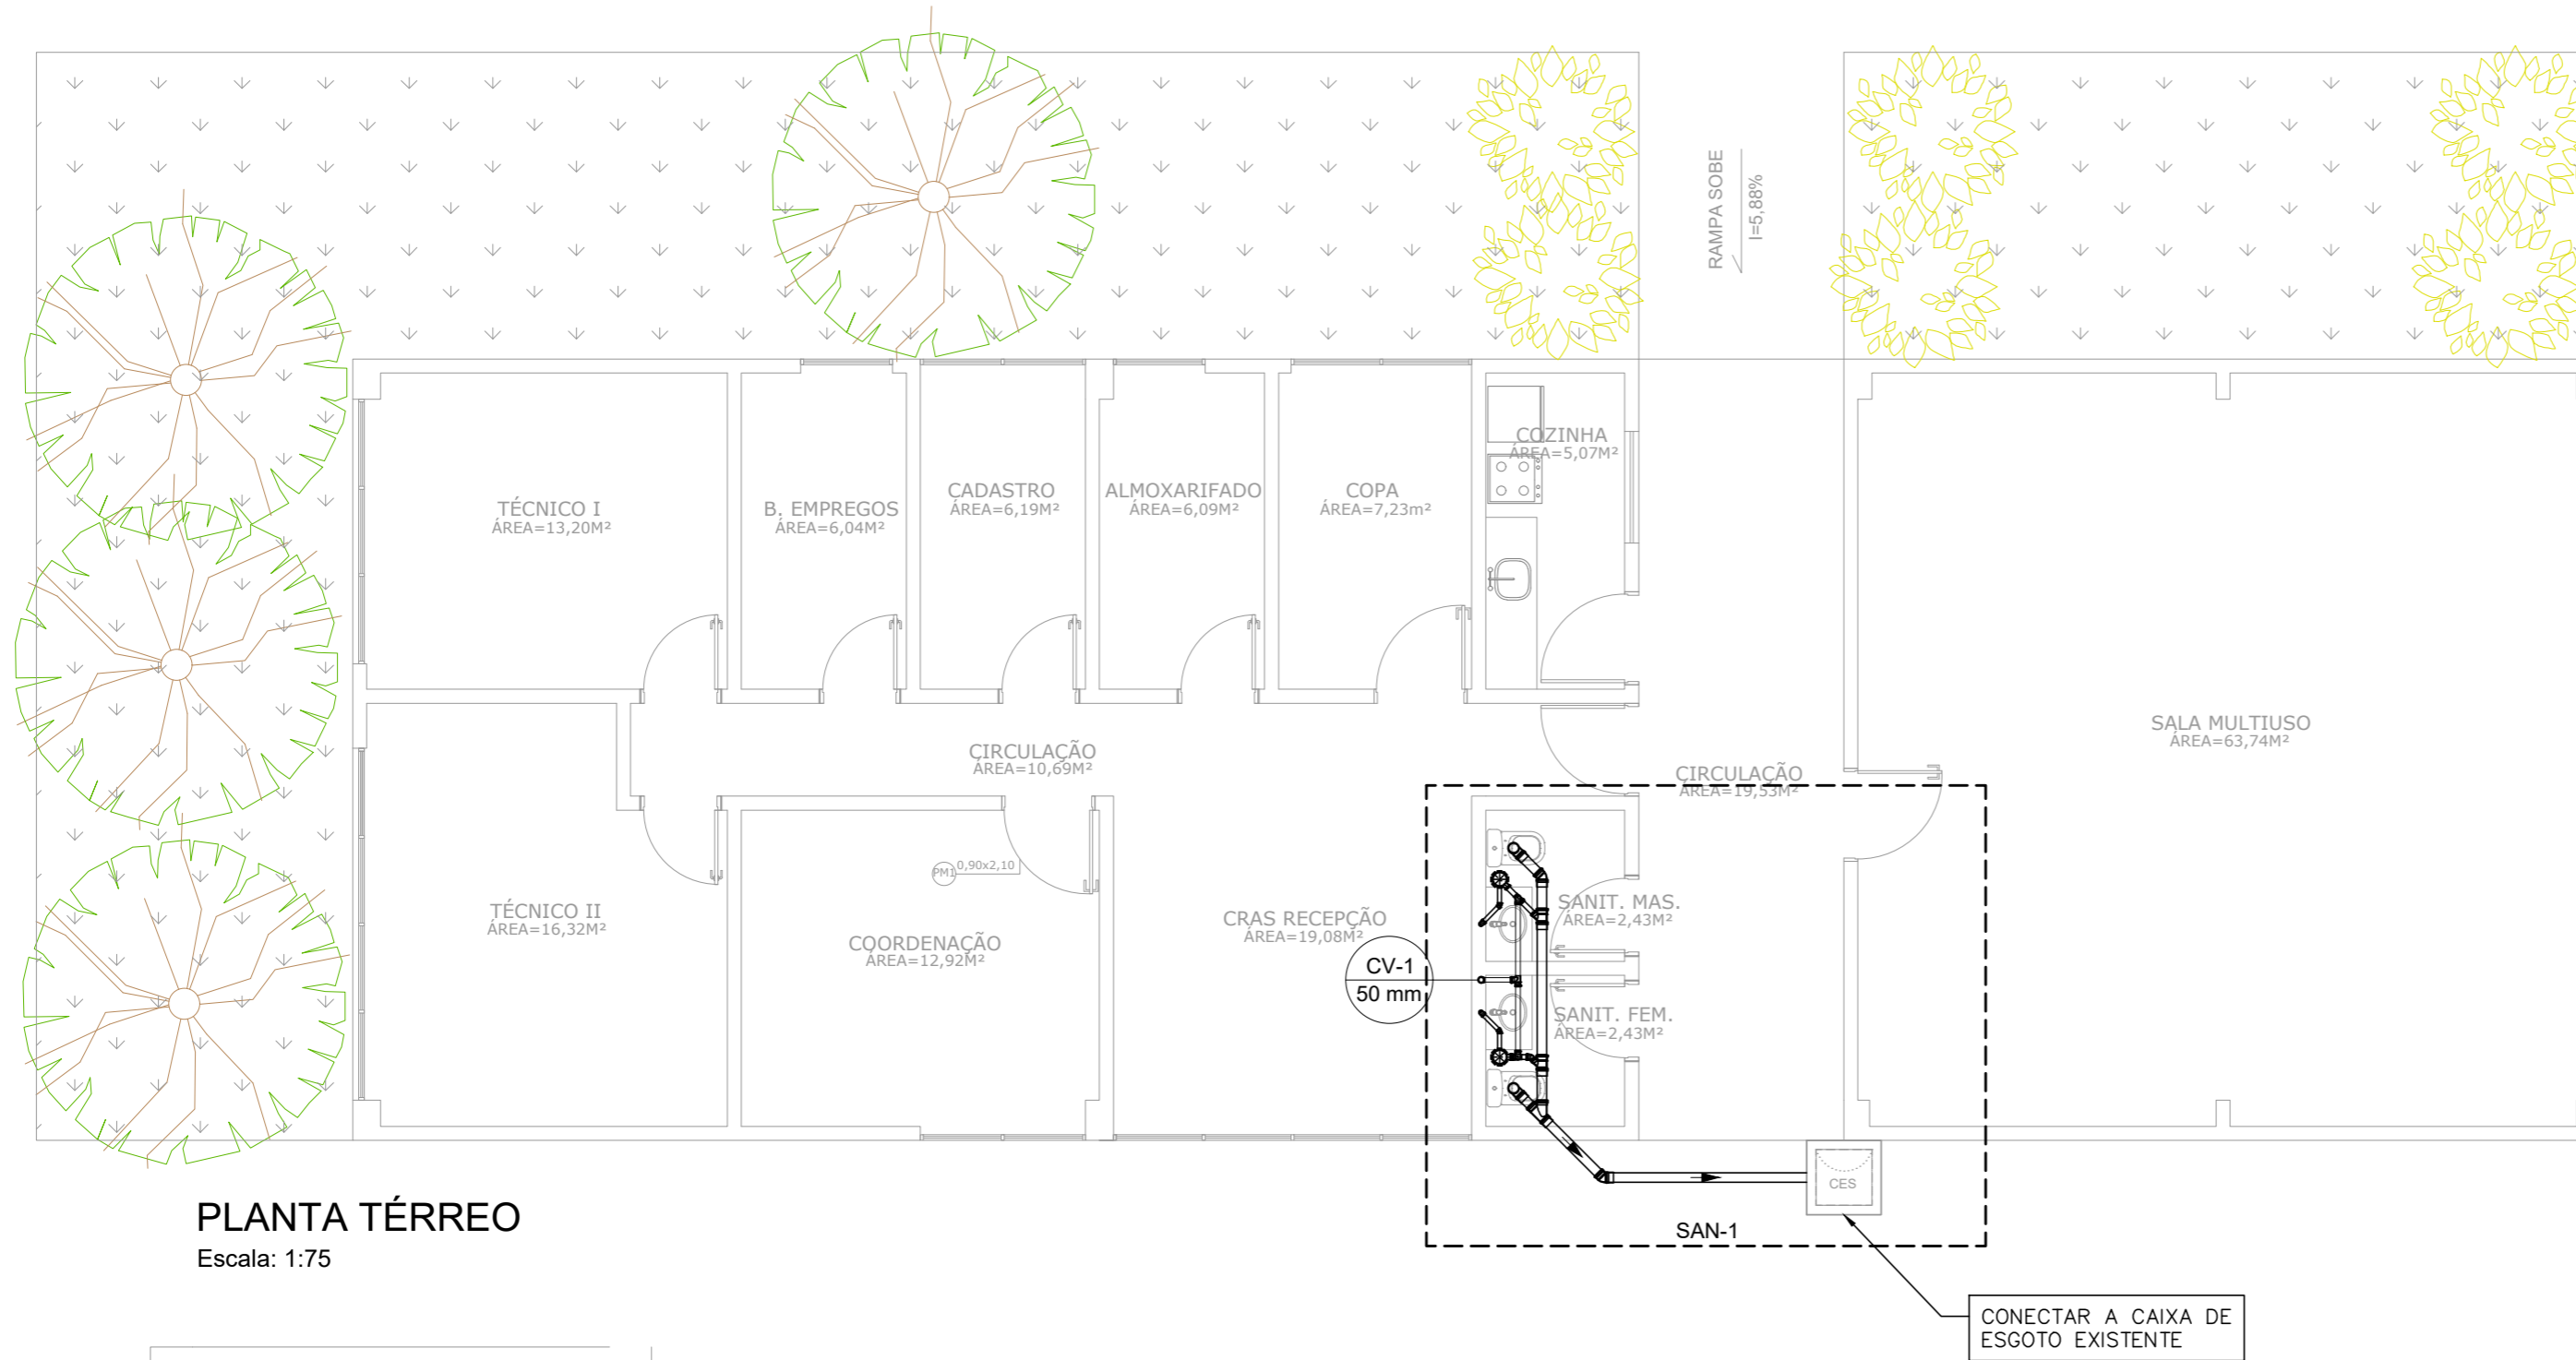 RAMPA SOBE
I=5,88%
COZINHA
ÁREA=5,07M²
TÉCNICO I
ÁREA=13,20M²
B. EMPREGOS
ÁREA=6,04M²
CADASTRO
ÁREA=6,19M²
ALMOXARIFADO
ÁREA=6,09M²
COPA
ÁREA=7,23m²
CIRCULAÇÃO
ÁREA=10,69M²
CIRCULAÇÃO
ÁREA=19,53M²
SALA MULTIUSO
ÁREA=63,74M²
PM1
0,90x2,10
TÉCNICO II
ÁREA=16,32M²
COORDENAÇÃO
ÁREA=12,92M²
CRAS RECEPÇÃO
ÁREA=19,08M²
SANIT. MAS.
ÁREA=2,43M²
CV-1
50 mm
SANIT. FEM.
ÁREA=2,43M²
CES
SAN-1
PLANTA TÉRREO
Escala: 1:75
CONECTAR A CAIXA DE
ESGOTO EXISTENTE